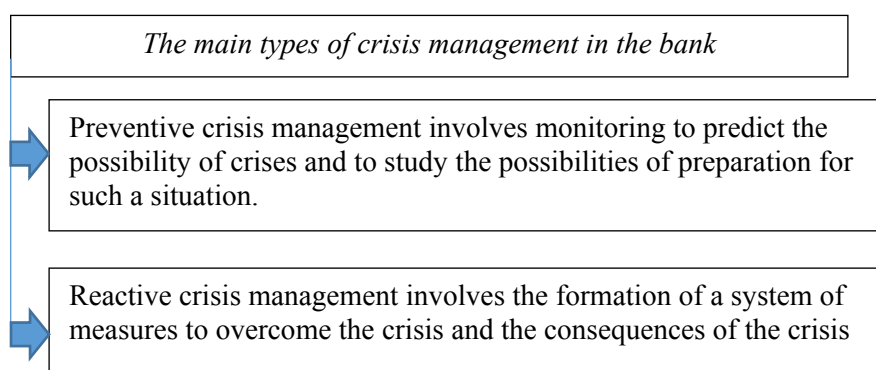 The main types of crisis management in the bank
Preventive crisis management involves monitoring to predict the
possibility of crises and to study the possibilities of preparation for
such a situation.
Reactive crisis management involves the formation of a system of
measures to overcome the crisis and the consequences of the crisis